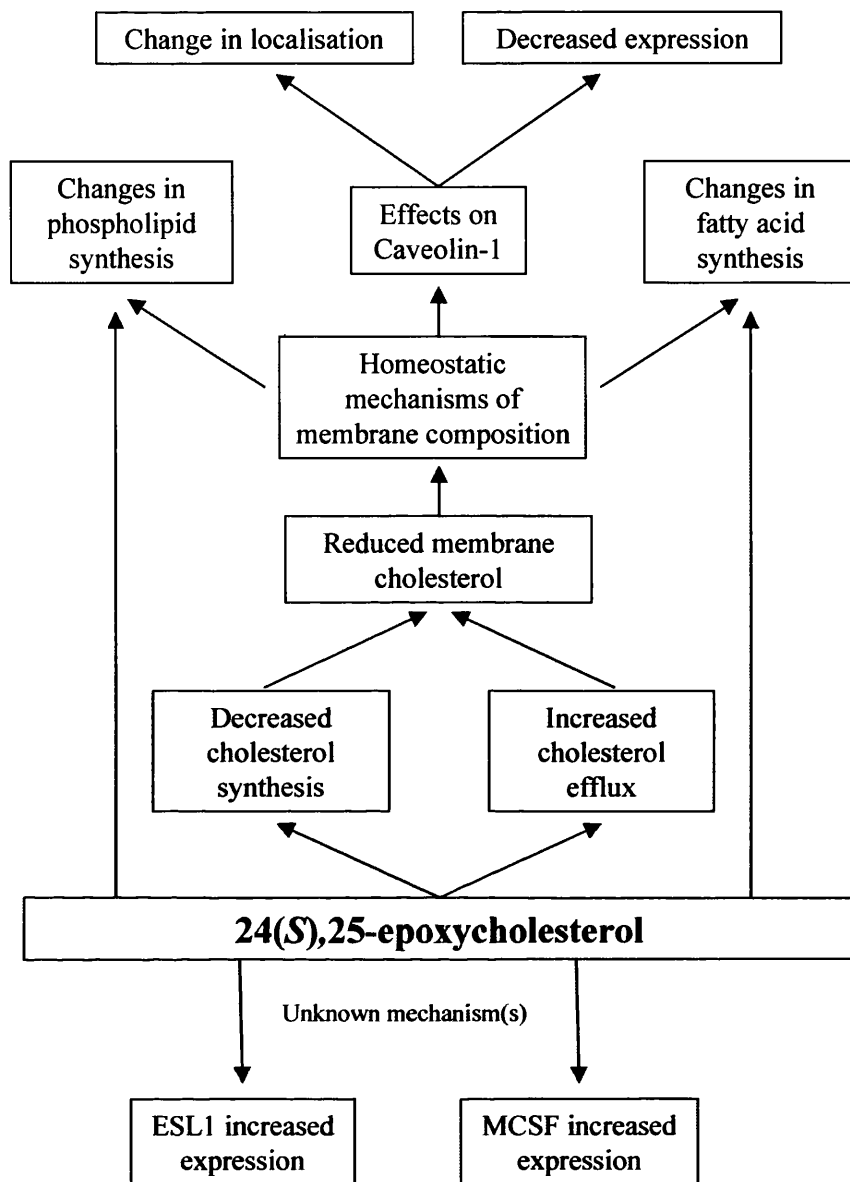 Change in localisation
Decreased expression
Changes in
phospholipid
synthesis
Effects on
Caveolin-1
Changes in
fatty acid
synthesis
Homeostatic
mechanisms of
membrane composition
Reduced membrane
cholesterol
Decreased
cholesterol
synthesis
Increased
cholesterol
efflux
24(S),25-epoxycholesterol
Unknown mechanism(s)
ESL1 increased
expression
MCSF increased
expression